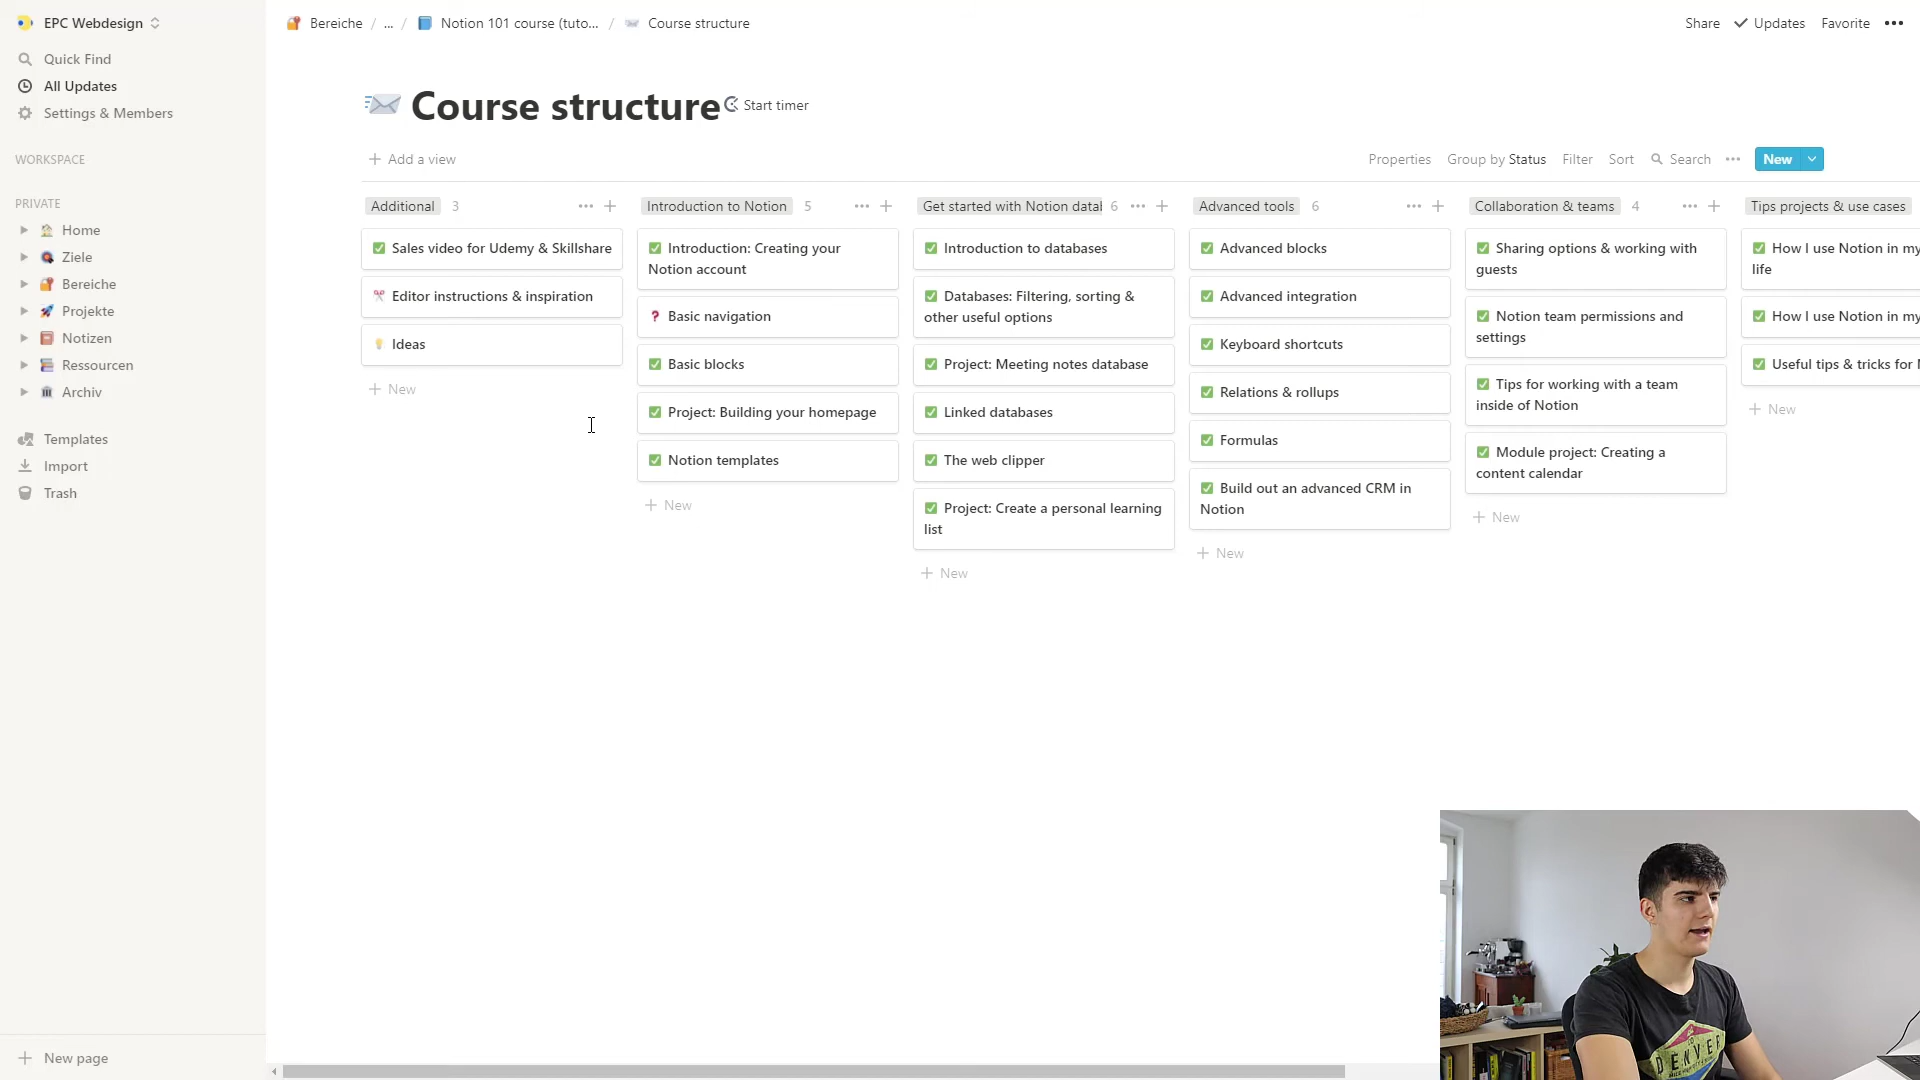 EPC Webdesign
Quick Find
All Updates
Settings & Members
WORKSPACE
PRIVATE
Home
Ziele
Bereiche
Projekte
Notizen
Ressourcen
Archiv
Templates
Import
Trash
New page
Bereiche / ... / Notion 101 course (tuto... / Course structure
Share Updates Favorite
Course structure
Start timer
Add a view
Properties Group by Status Filter Sort Search New
Additional 3
Sales video for Udemy & Skillshare
Editor instructions & inspiration
Ideas
New
Introduction to Notion 5
Introduction: Creating your
Notion account
? Basic navigation
Basic blocks
Project: Building your homepage
Notion templates
New
Get started with Notion datab 6
Introduction to databases
Databases: Filtering, sorting &
other useful options
Project: Meeting notes database
Linked databases
The web clipper
Project: Create a personal learning
list
New
Advanced tools 6
Advanced blocks
Advanced integration
Keyboard shortcuts
Relations & rollups
Formulas
Build out an advanced CRM in
Notion
New
Collaboration & teams 4
Sharing options & working with
guests
Notion team permissions and
settings
Tips for working with a team
inside of Notion
Module project: Creating a
content calendar
New
Tips projects & use cases
How I use Notion in my
life
How I use Notion in my
Useful tips & tricks for
New
DENVER